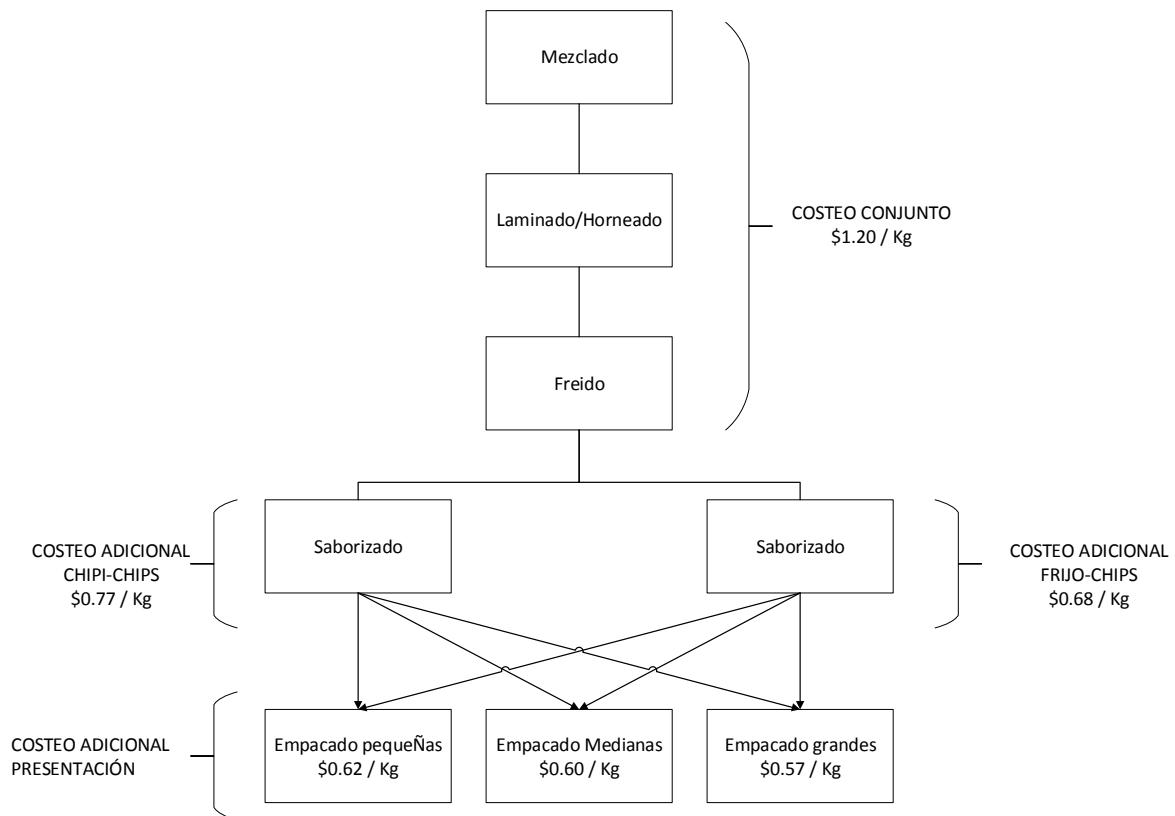 Mezclado
Laminado/Horneado
COSTEO CONJUNTO
$1.20 / Kg
Freido
Saborizado
Saborizado
COSTEO ADICIONAL
CHIPI-CHIPS
$0.77 / Kg
COSTEO ADICIONAL
FRIJO-CHIPS
$0.68 / Kg
COSTEO ADICIONAL
PRESENTACIÓN
Empacado pequeÑas
$0.62 / Kg
Empacado Medianas
$0.60 / Kg
Empacado grandes
$0.57 / Kg